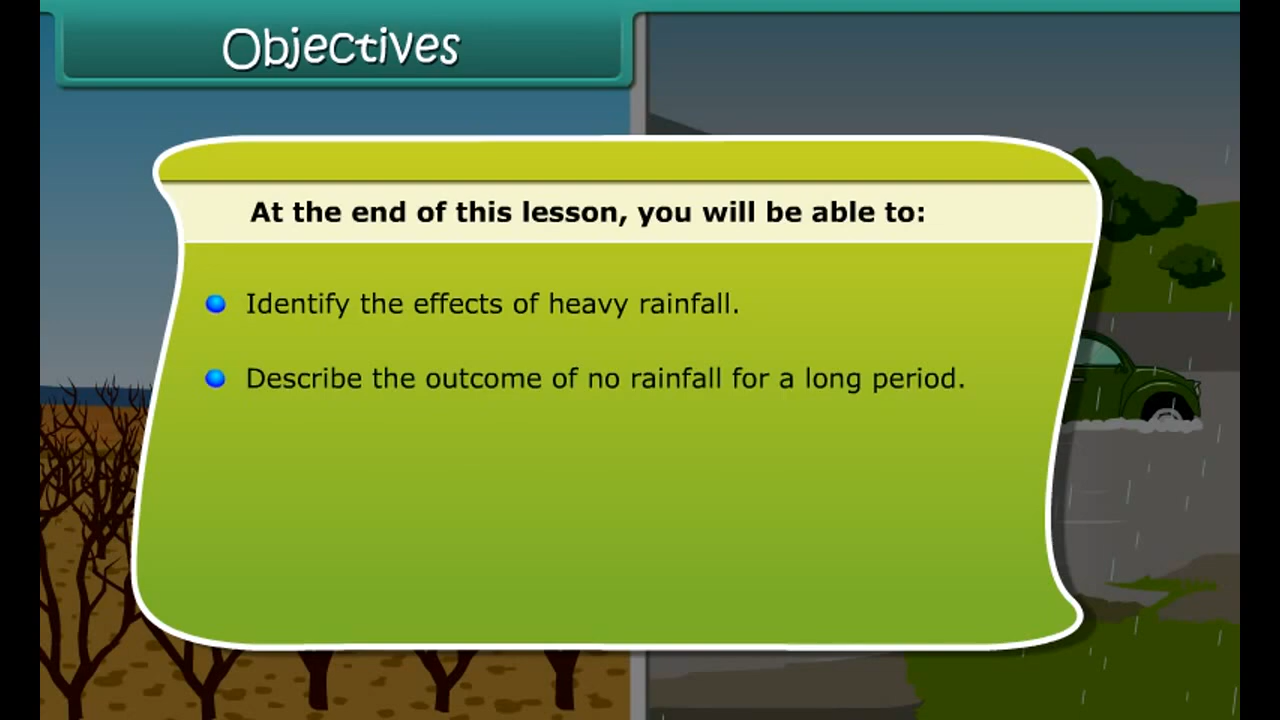 Objectives
At the end of this lesson, you will be able to:
Identify the effects of heavy rainfall.
Describe the outcome of no rainfall for a long period.